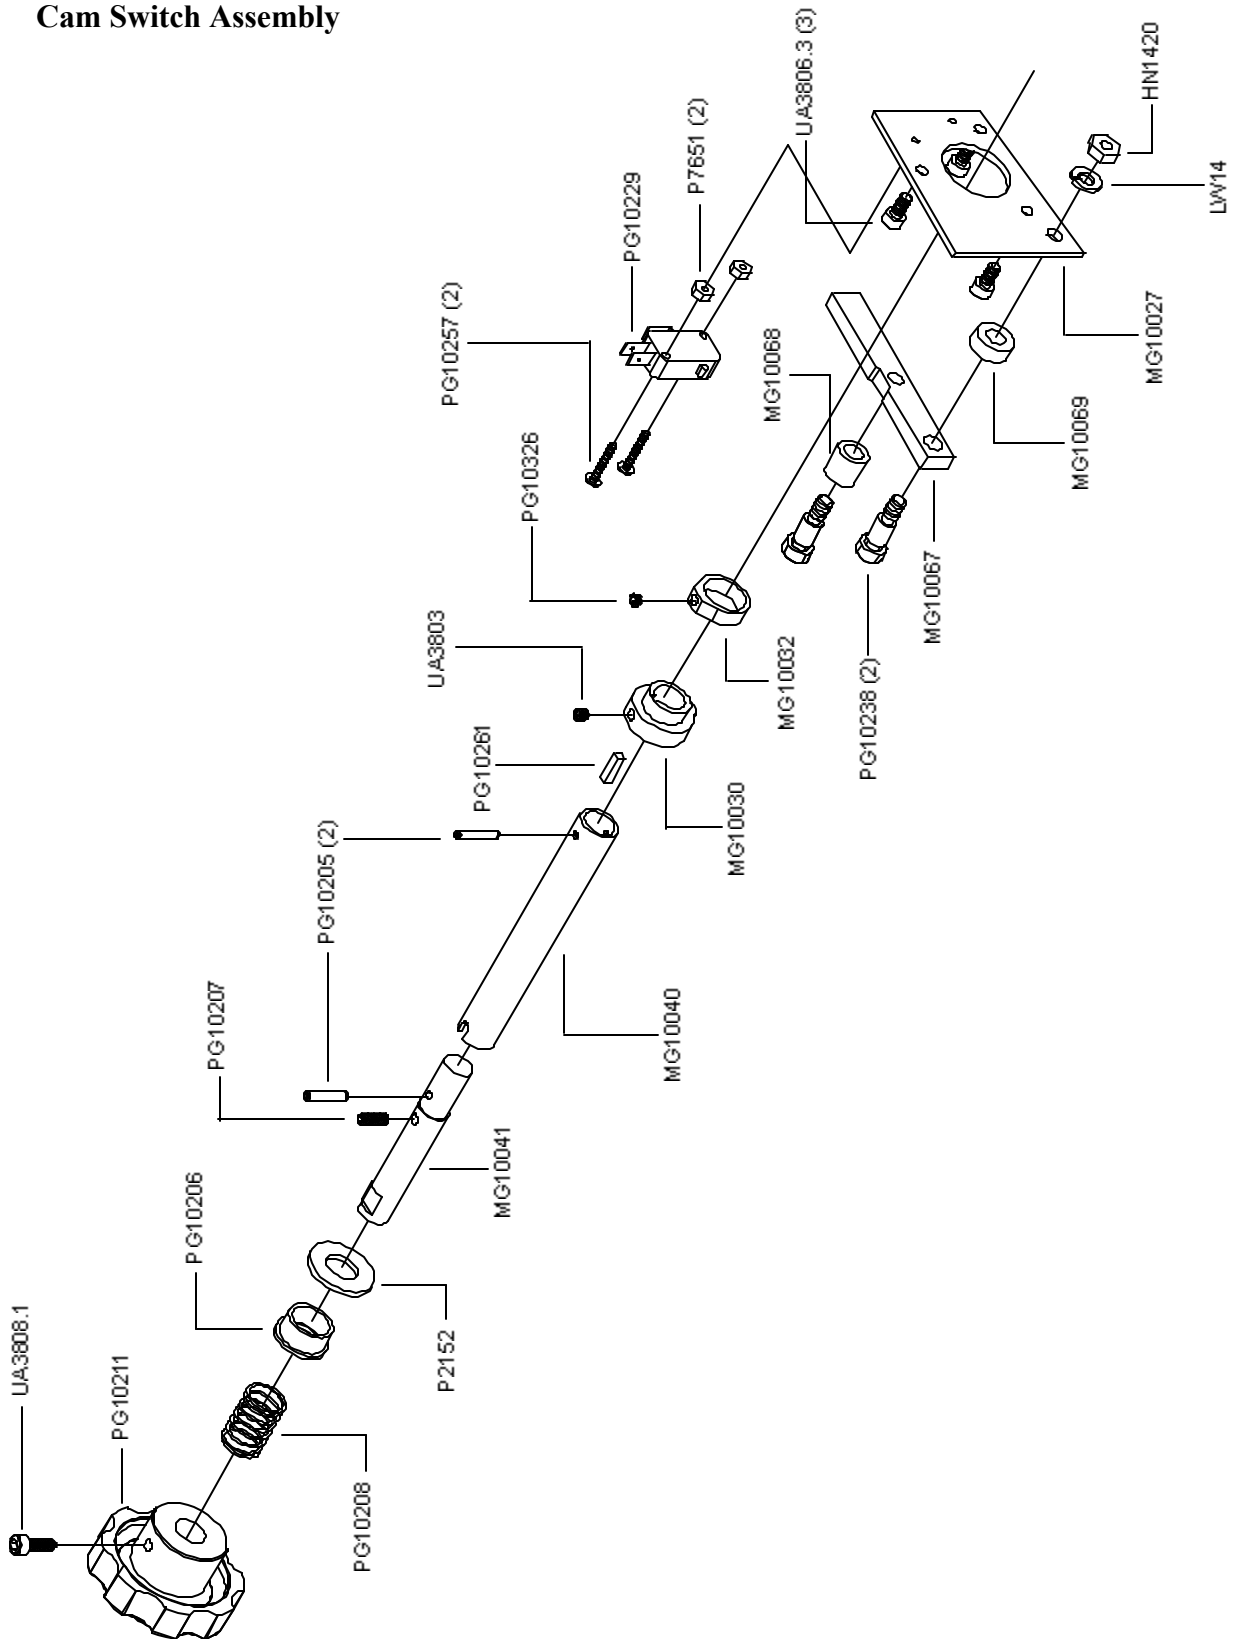 Cam Switch Assembly
UA3808.1
PG10211
PG10208
PG10206
P2152
PG10207
MG10041
PG10205 (2)
MG10040
PG10261
MG10030
UA3803
MG10032
PG10326
PG10238 (2)
MG10067
MG10068
PG10257 (2)
PG10229
P7651 (2)
UA3806.3 (3)
MG10069
MG10027
LW14
HN1420